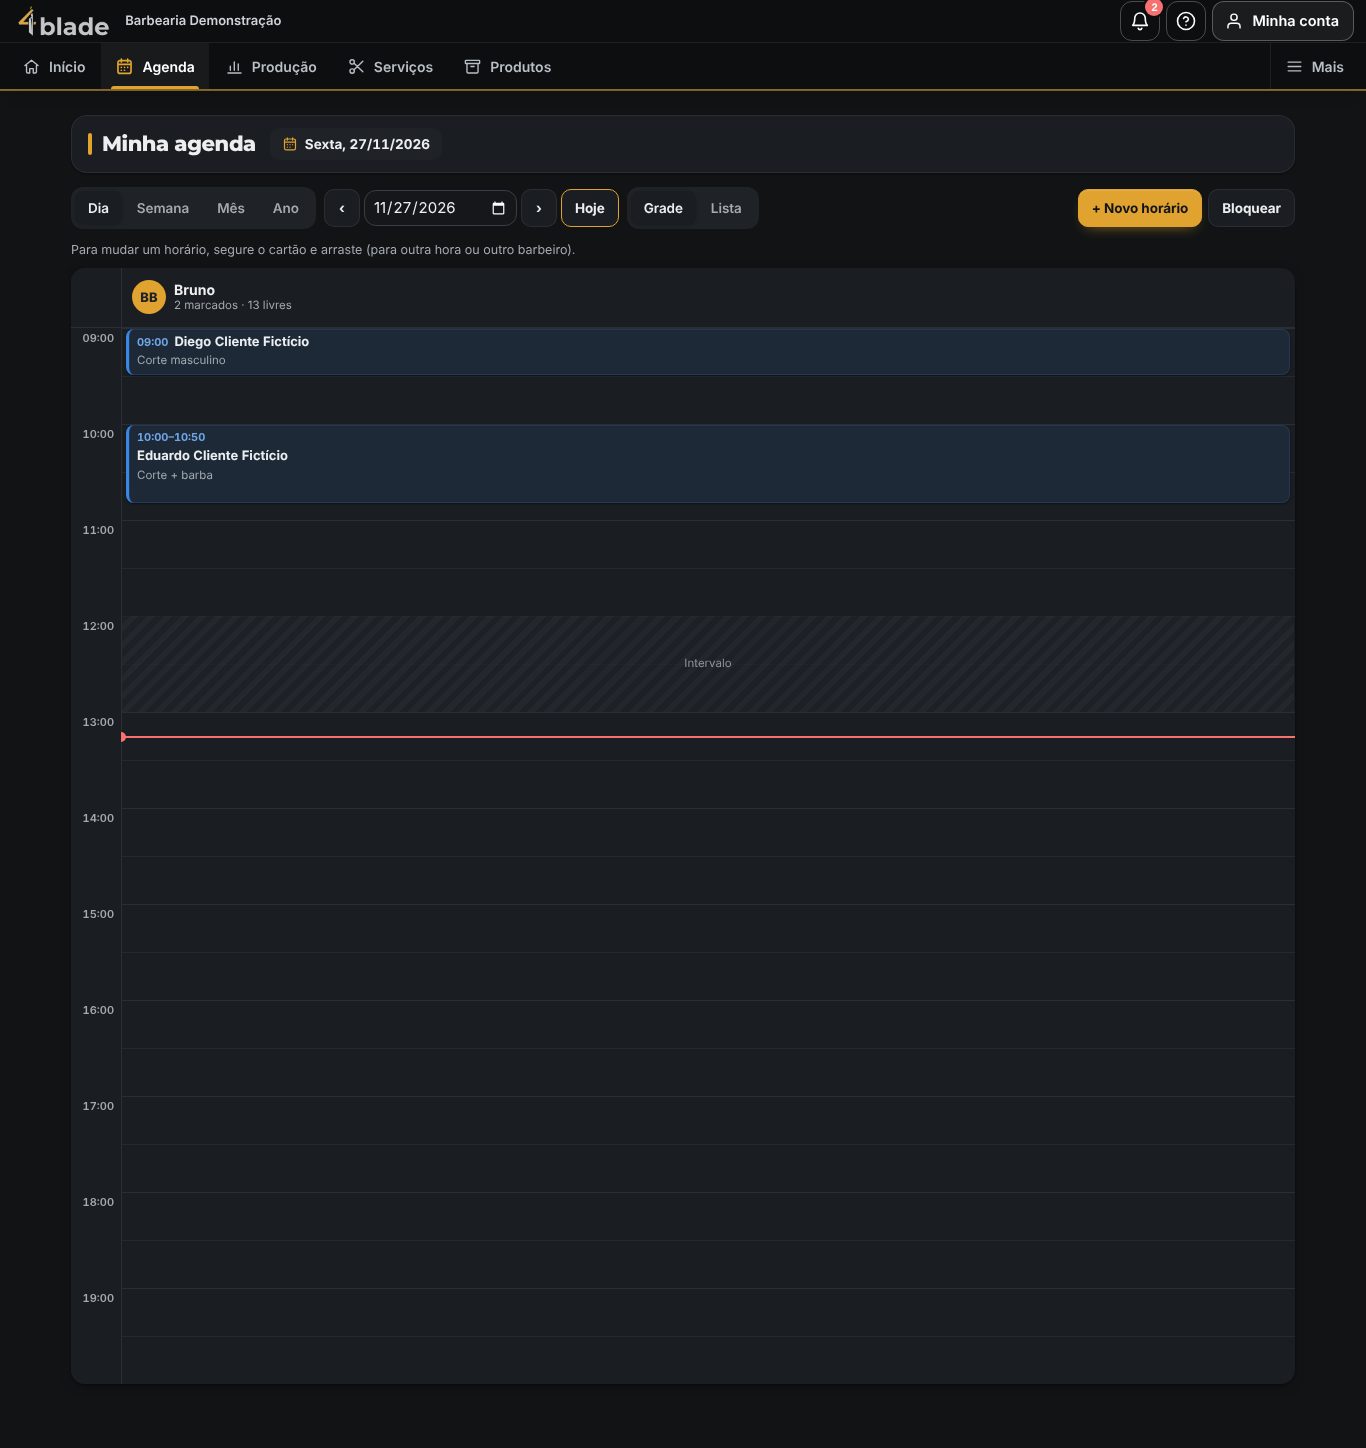 4blade
Barbearia Demonstração
2
Minha conta
Início
Agenda
Produção
Serviços
Produtos
Mais
Minha agenda
Sexta, 27/11/2026
Dia
Semana
Mês
Ano
‹
11/27/2026
›
Hoje
Grade
Lista
+ Novo horário
Bloquear
Para mudar um horário, segure o cartão e arraste (para outra hora ou outro barbeiro).
BB
Bruno
2 marcados · 13 livres
09:00
09:00 Diego Cliente Fictício
Corte masculino
10:00
10:00–10:50
Eduardo Cliente Fictício
Corte + barba
11:00
12:00
Intervalo
13:00
14:00
15:00
16:00
17:00
18:00
19:00